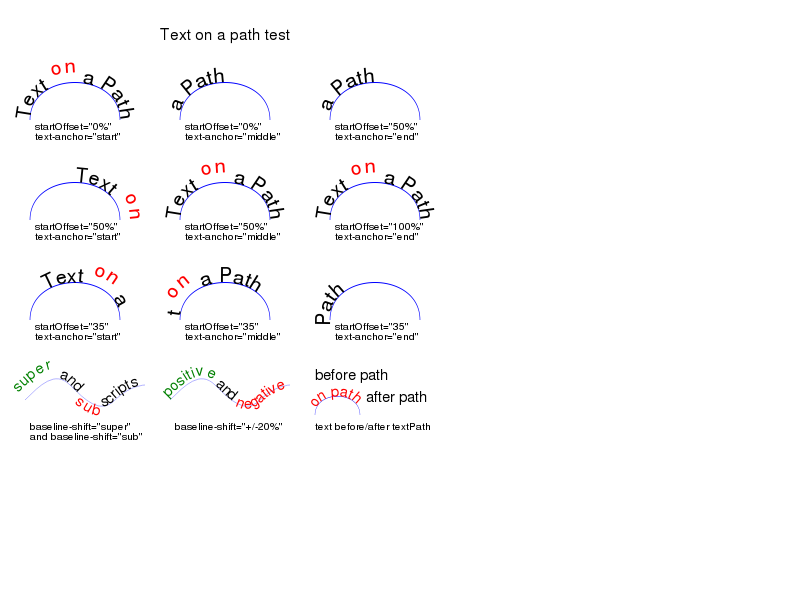 Text on a path test
Text on a Path
a Path
a Path
startOffset="0%"
text-anchor="start"
startOffset="0%"
text-anchor="middle"
startOffset="50%"
text-anchor="end"
Text on
Text on a Path
Text on a Path
startOffset="50%"
text-anchor="start"
startOffset="50%"
text-anchor="middle"
startOffset="100%"
text-anchor="end"
Text on a
t on a Path
Path
startOffset="35"
text-anchor="start"
startOffset="35"
text-anchor="middle"
startOffset="35"
text-anchor="end"
super and sub scripts
positive and negative
before path
on path after path
baseline-shift="super"
and baseline-shift="sub"
baseline-shift="+/-20%"
text before/after textPath